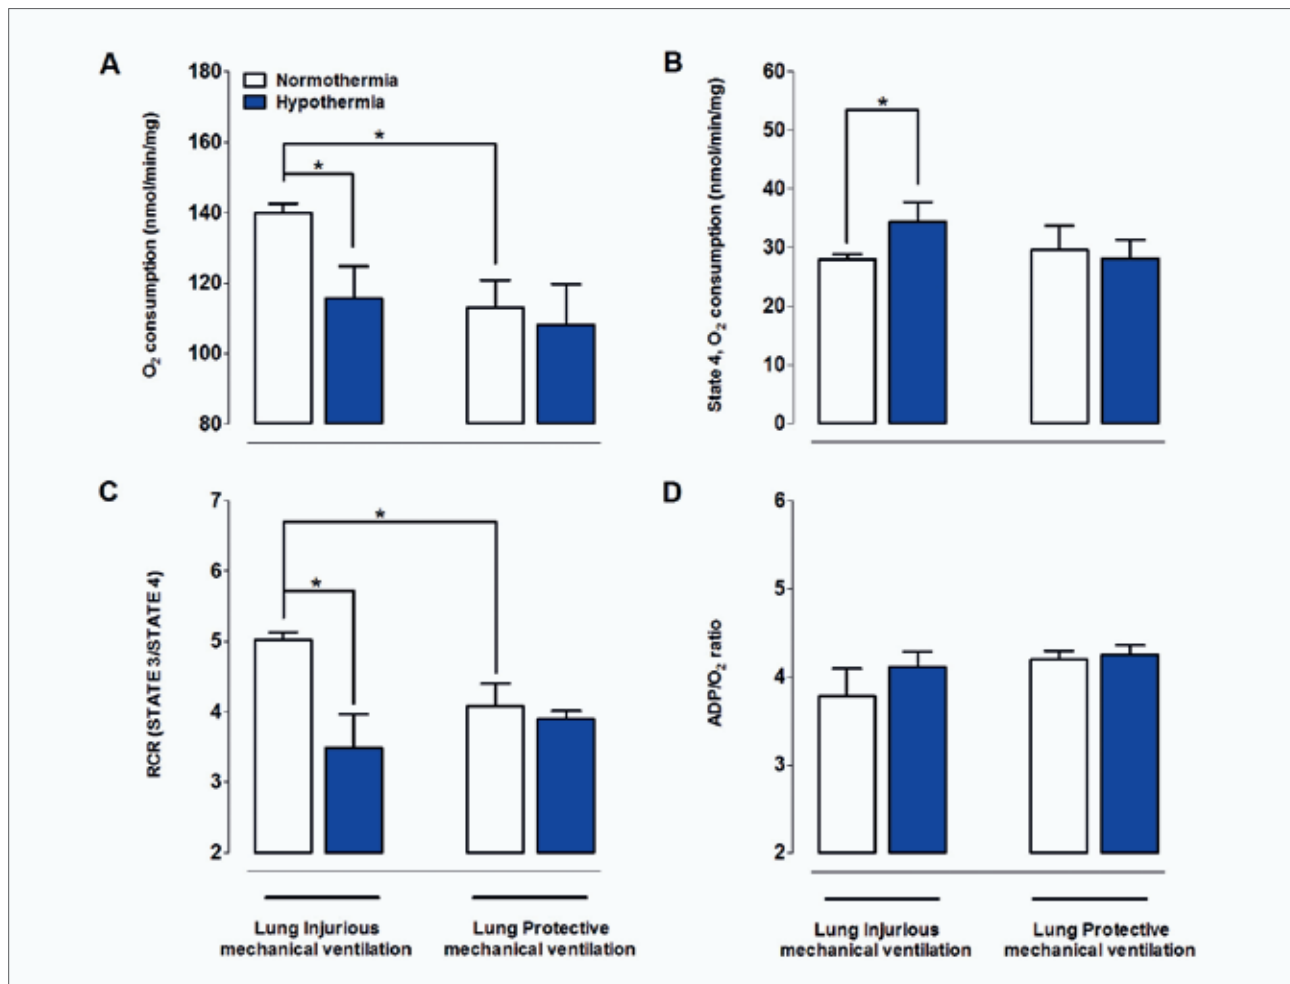 A
O2 consumption (nmol/min/mg)
180
160
140
120
100
80
Normothermia
Hypothermia
*
*
B
State 4, O2 consumption (nmol/min/mg)
60
50
40
30
20
10
0
*
C
RCR (STATE 3/STATE 4)
7
6
5
4
3
2
*
*
Lung Injurious
mechanical ventilation
Lung Protective
mechanical ventilation
D
ADP/O2 ratio
6
5
4
3
2
Lung Injurious
mechanical ventilation
Lung Protective
mechanical ventilation